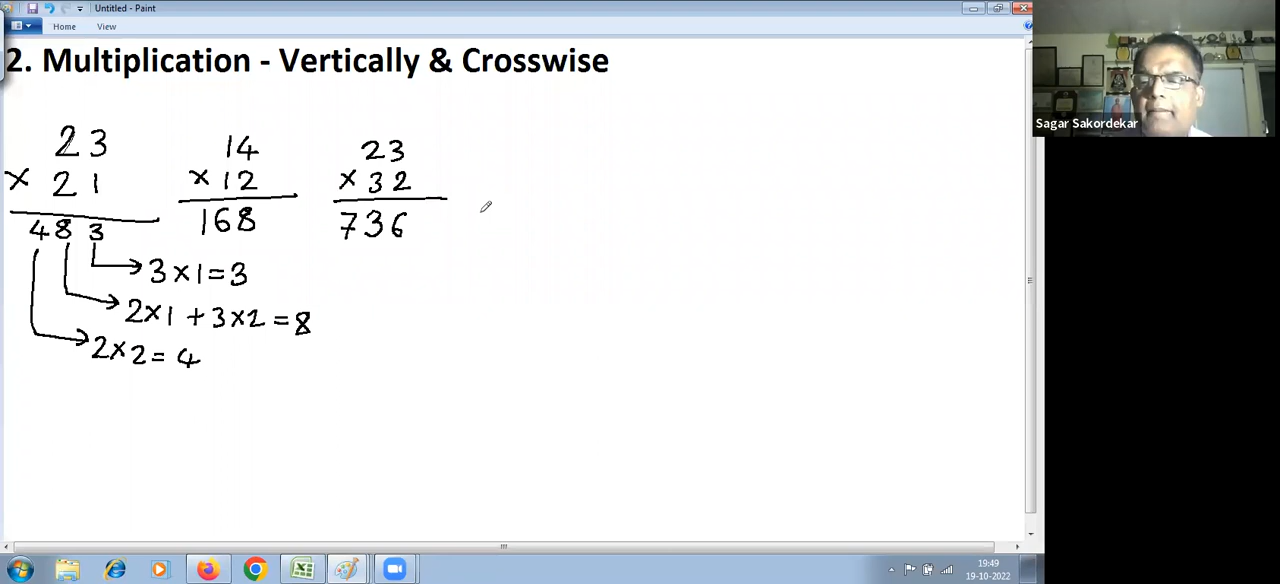 Untitled - Paint
Home View
2. Multiplication - Vertically & Crosswise
23
× 21
483
3×1=3
2×1 + 3×2 = 8
2×2 = 4
14
× 12
168
23
× 32
736
Sagar Sakordekar
19:49
19-10-2022